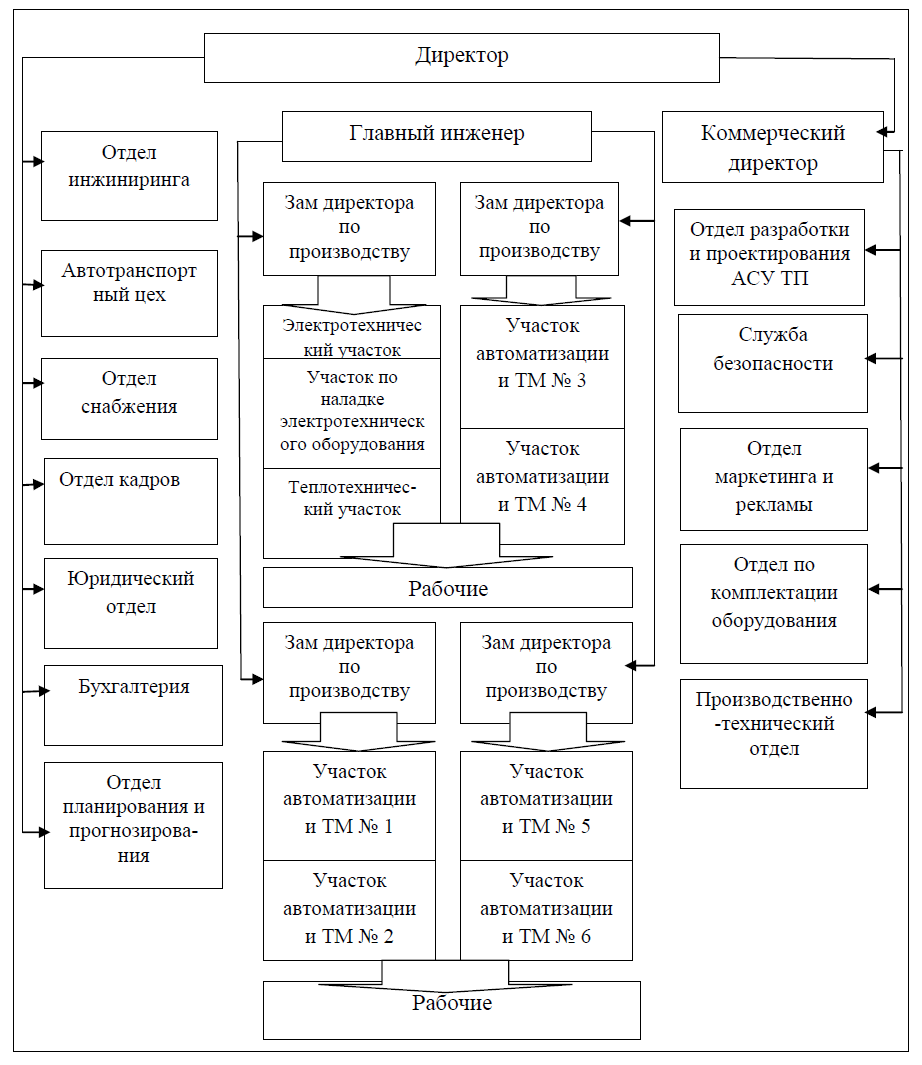 Директор
Главный инженер
Коммерческий
директор
Отдел
инжиниринга
Автотранспорт
ный цех
Отдел
снабжения
Отдел кадров
Юридический
отдел
Бухгалтерия
Отдел
планирования и
прогнозирова-
ния
Зам директора
по
производству
Зам директора
по
производству
Электротехничес
кий участок
Участок по
наладке
электротехническ
ого оборудования
Теплотехничес-
кий участок
Участок
автоматизации
и ТМ № 3
Участок
автоматизации
и ТМ № 4
Рабочие
Зам директора
по
производству
Зам директора
по
производству
Участок
автоматизации
и ТМ № 1
Участок
автоматизации
и ТМ № 2
Участок
автоматизации
и ТМ № 5
Участок
автоматизации
и ТМ № 6
Рабочие
Отдел разработки
и проектирования
АСУ ТП
Служба
безопасности
Отдел
маркетинга и
рекламы
Отдел по
комплектации
оборудования
Производственно
-технический
отдел